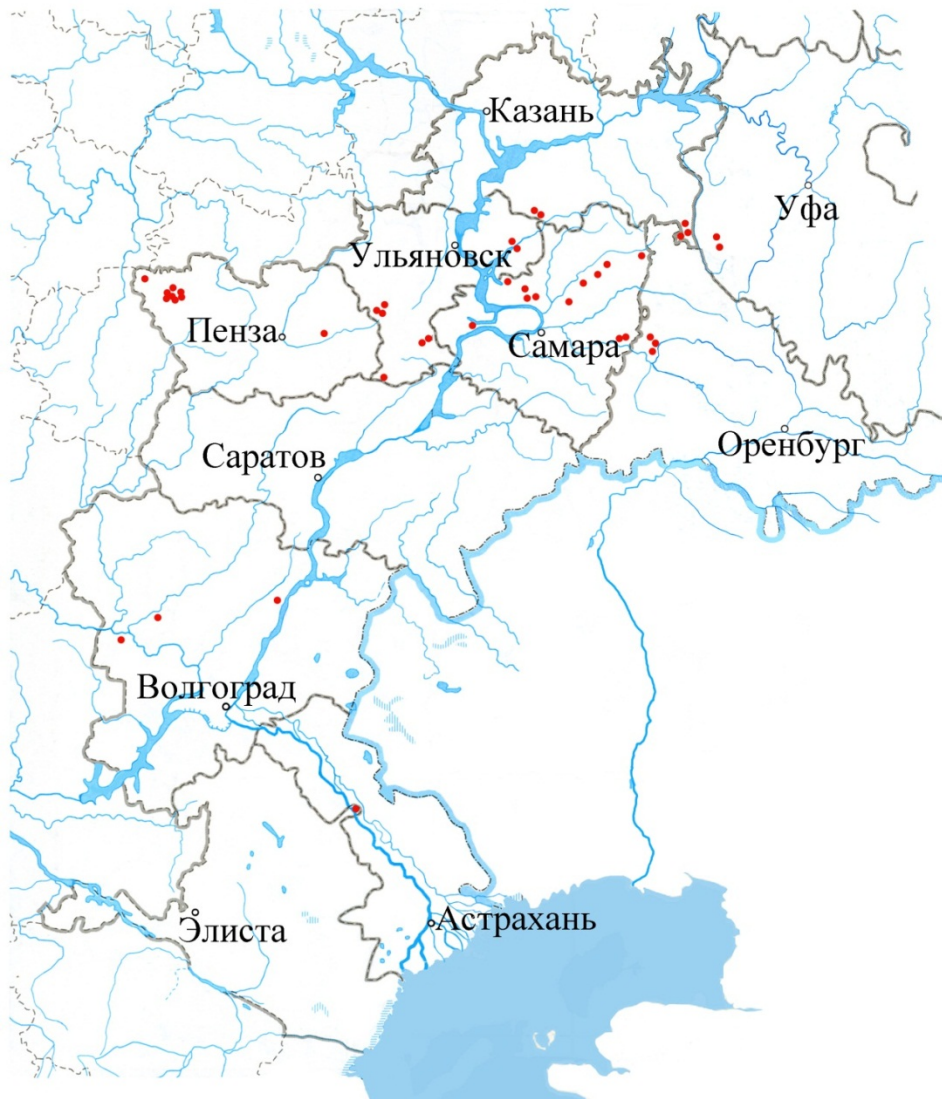 Казань
Уфа
Ульяновск
Пенза
Самара
Оренбург
Саратов
Волгоград
Элиста
Астрахань